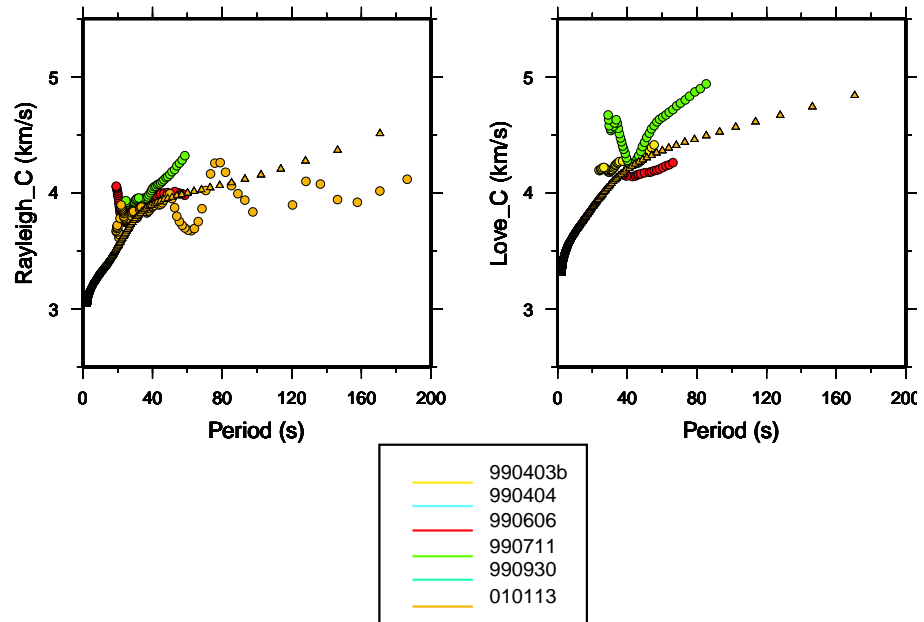 5
4
3
Rayleigh_C (km/s)
0 40 80 120 160 200
Period (s)
5
4
3
Love_C (km/s)
0 40 80 120 160 200
Period (s)
990403b
990404
990606
990711
990930
010113